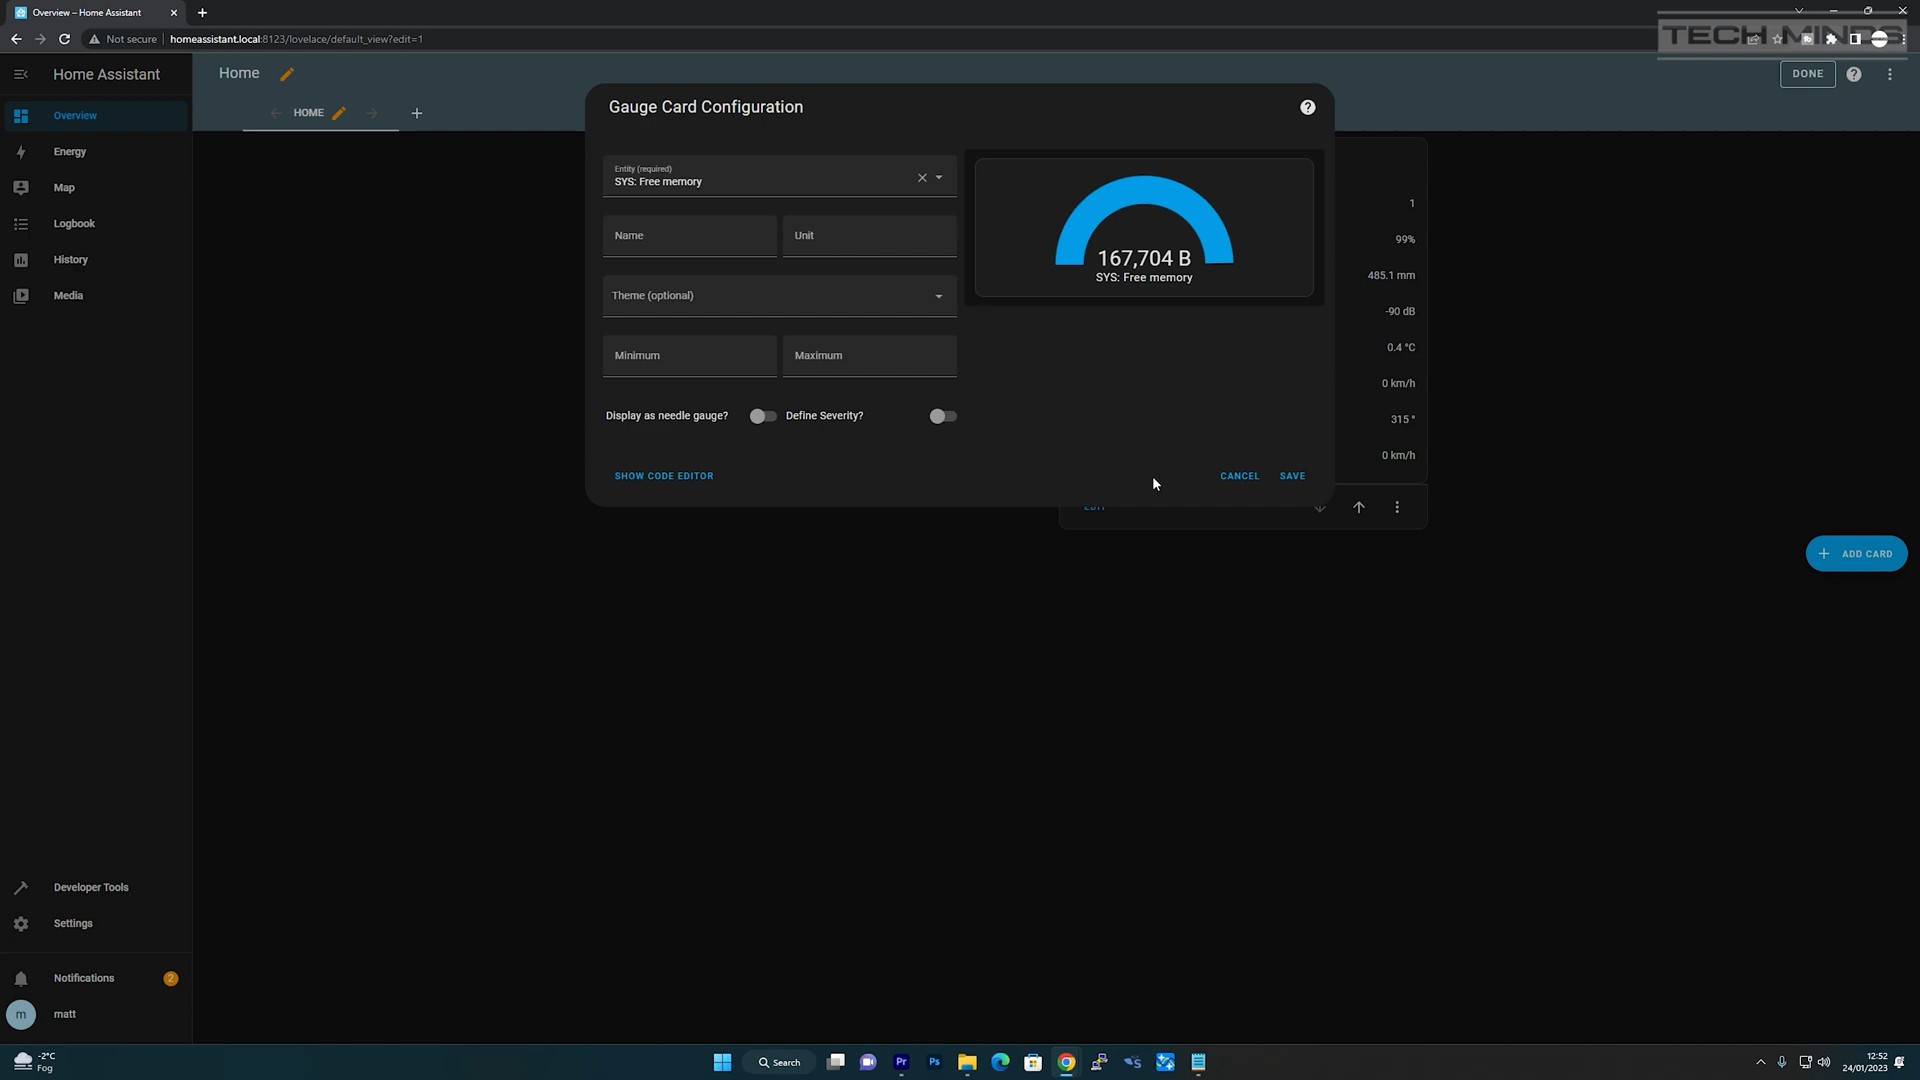 Overview – Home Assistant
TECH MINDS
Not secure
homeassistant.local:8123/lovelace/default_view?edit=1
Home Assistant
Home
DONE
HOME
Overview
Energy
Map
Logbook
History
Media
Gauge Card Configuration
Entity (required)
SYS: Free memory
Name
Unit
Theme (optional)
Minimum
Maximum
Display as needle gauge?
Define Severity?
SHOW CODE EDITOR
CANCEL
SAVE
167,704 B
SYS: Free memory
1
99%
485.1 mm
-90 dB
0.4 °C
0 km/h
315 °
0 km/h
EDIT
ADD CARD
Developer Tools
Settings
Notifications
2
m
matt
-2°C
Fog
Search
Pr
Ps
12:52
24/01/2023